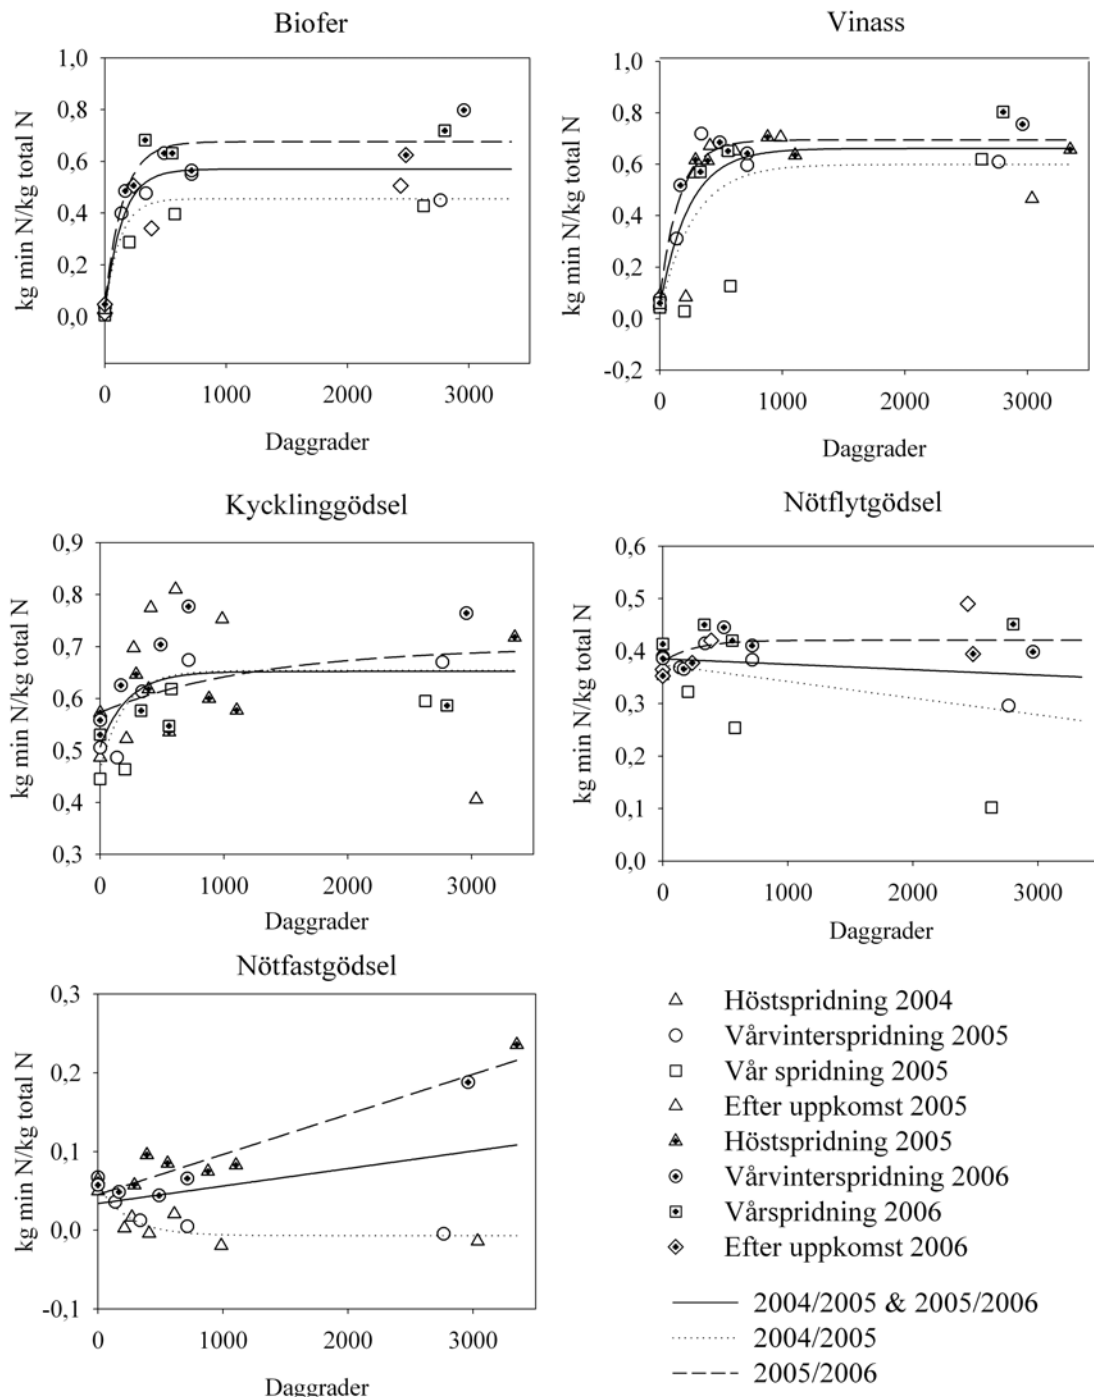 Biofer
kg min N/kg total N
1,0
0,8
0,6
0,4
0,2
0,0
0 1000 2000 3000
Daggrader
Vinass
kg min N/kg total N
1,0
0,8
0,6
0,4
0,2
0,0
-0,2
0 1000 2000 3000
Daggrader
Kycklinggödsel
kg min N/kg total N
0,9
0,8
0,7
0,6
0,5
0,4
0,3
0 1000 2000 3000
Daggrader
Nötflytgödsel
kg min N/kg total N
0,6
0,5
0,4
0,3
0,2
0,1
0,0
0 1000 2000 3000
Daggrader
Nötfastgödsel
kg min N/kg total N
0,3
0,2
0,1
0,0
-0,1
0 1000 2000 3000
Daggrader
Höstspridning 2004
Vårvinterspridning 2005
Vår spridning 2005
Efter uppkomst 2005
Höstspridning 2005
Vårvinterspridning 2006
Vårspridning 2006
Efter uppkomst 2006
2004/2005 & 2005/2006
2004/2005
2005/2006